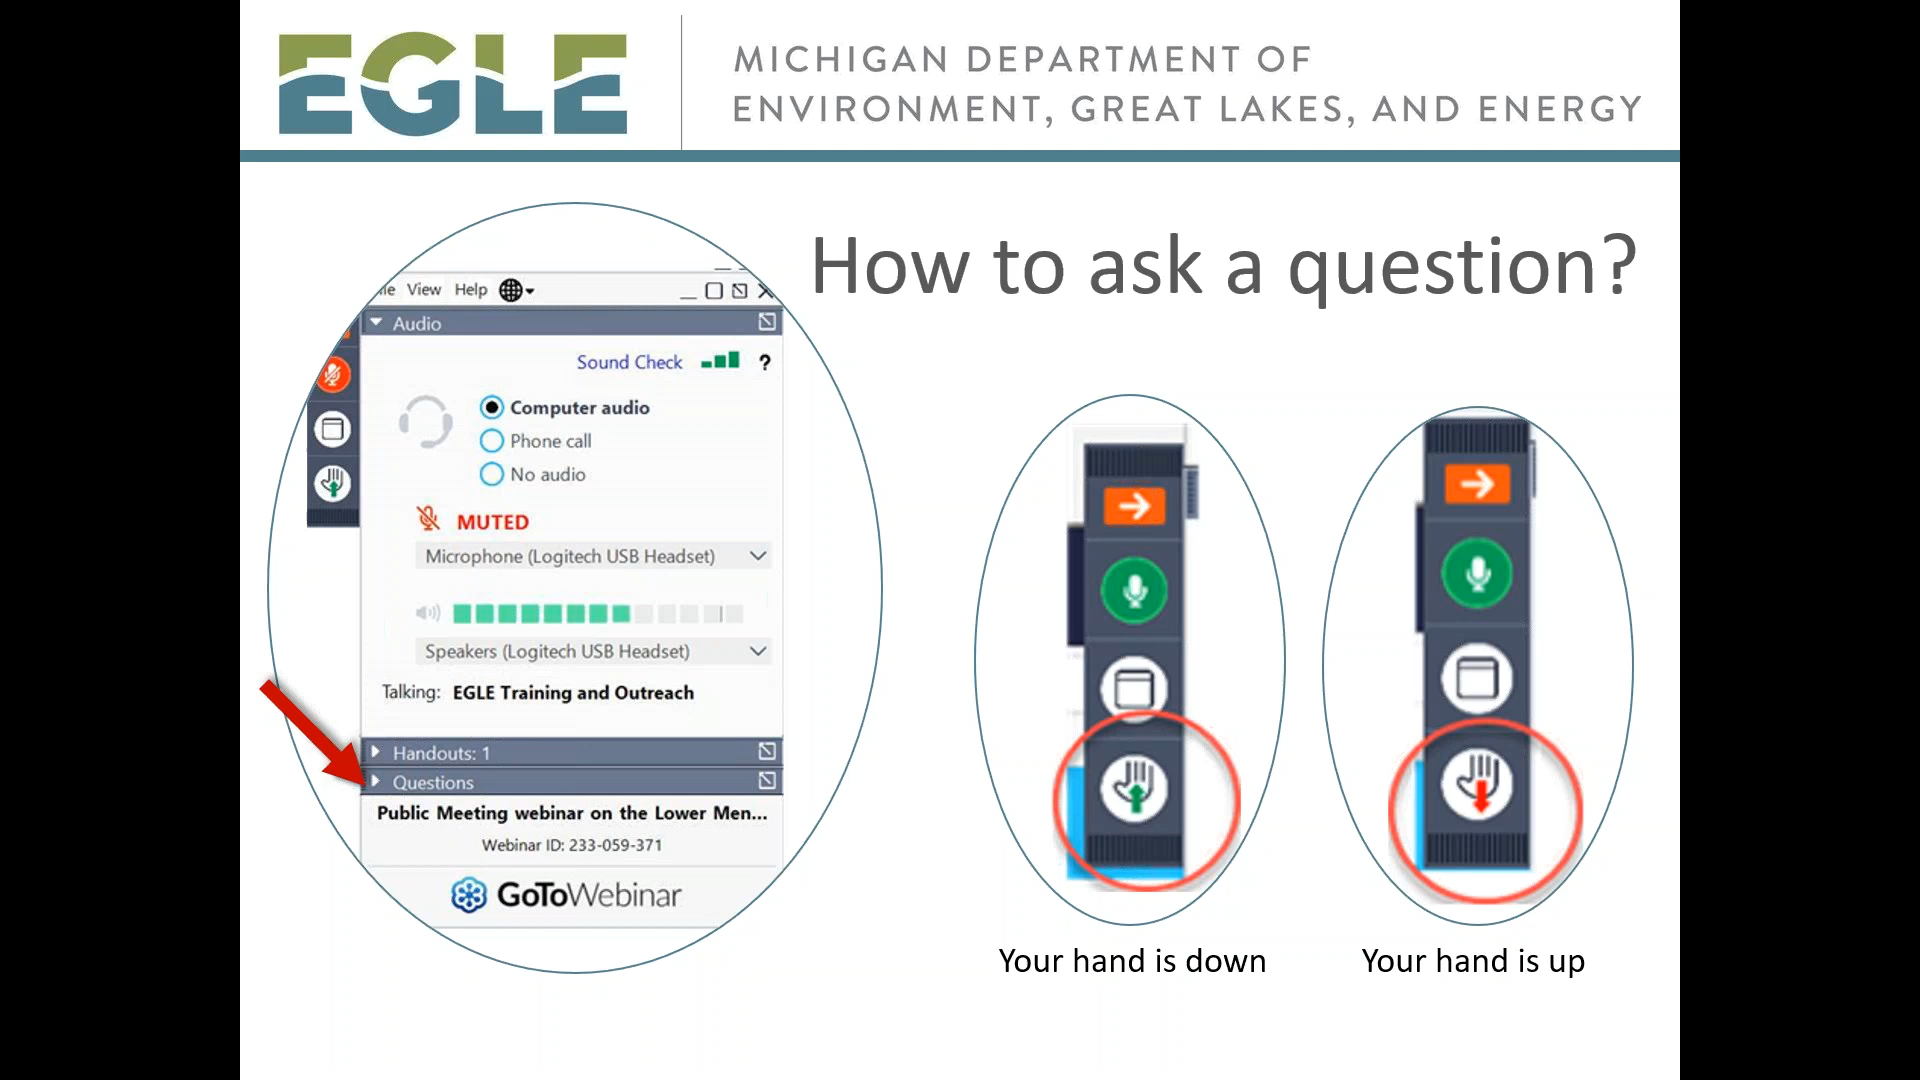 EGLE
MICHIGAN DEPARTMENT OF
ENVIRONMENT, GREAT LAKES, AND ENERGY
How to ask a question?
View Help
Audio
Sound Check ?
Computer audio
Phone call
No audio
MUTED
Microphone (Logitech USB Headset)
Speakers (Logitech USB Headset)
Talking: EGLE Training and Outreach
Handouts: 1
Questions
Public Meeting webinar on the Lower Men...
Webinar ID: 233-059-371
GoToWebinar
Your hand is down
Your hand is up